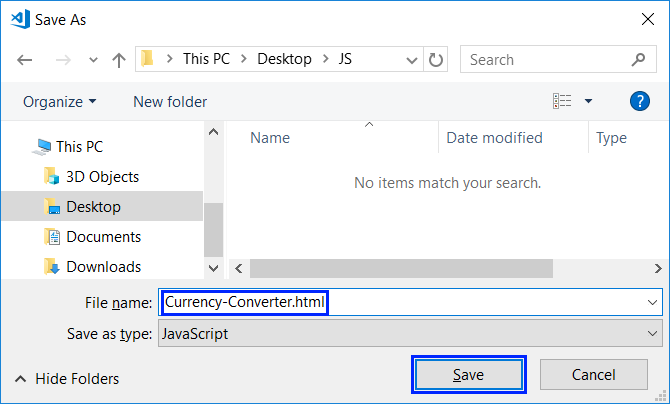 Save As
This PC > Desktop > JS
Search
Organize
New folder
?
This PC
3D Objects
Desktop
Documents
Downloads
Name
Date modified
Type
No items match your search.
File name: Currency-Converter.html
Save as type: JavaScript
Hide Folders
Save
Cancel